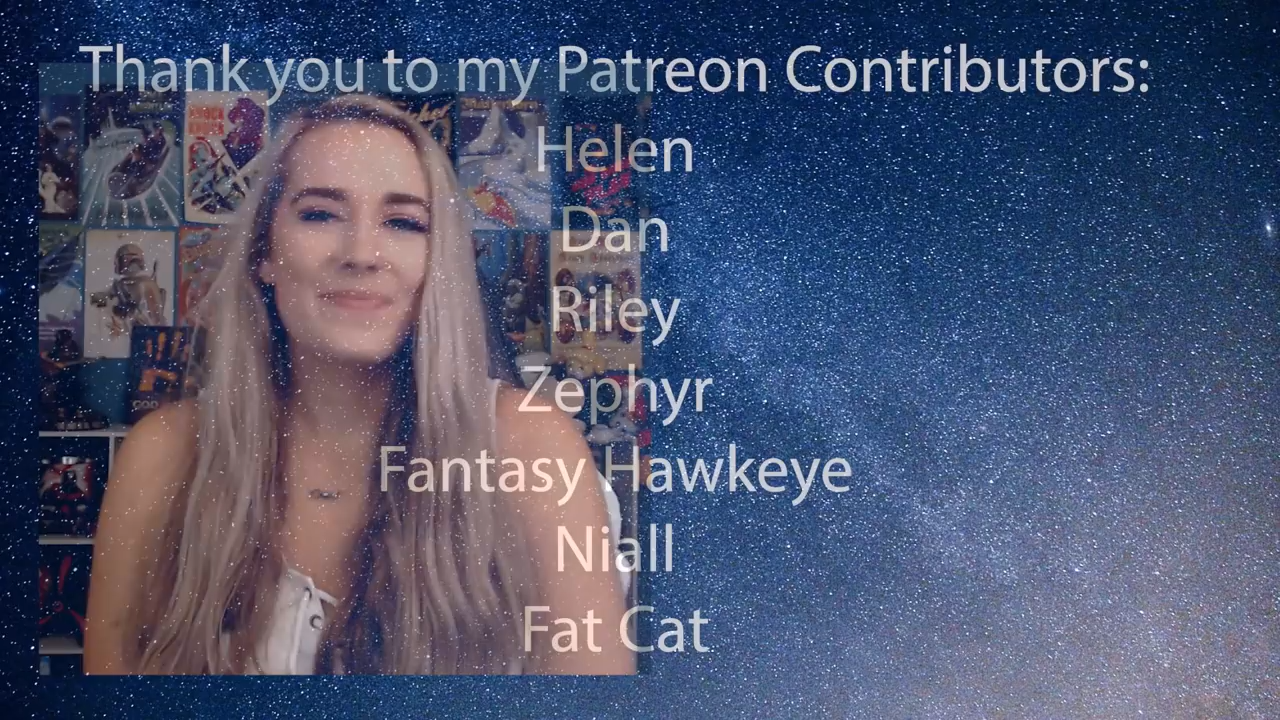 Thank you to my Patreon Contributors:
Helen
Dan
Riley
Zephyr
Fantasy Hawkeye
Niall
Fat Cat